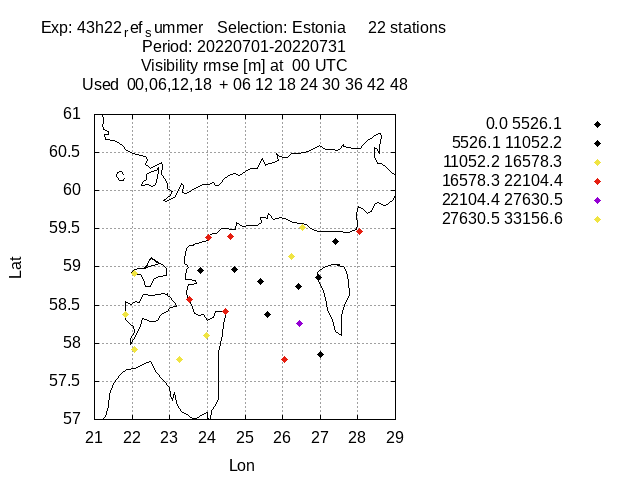 Exp: 43h22ref_summer Selection: Estonia 22 stations
Period: 20220701-20220731
Visibility rmse [m] at 00 UTC
Used 00,06,12,18 + 06 12 18 24 30 36 42 48
61
60.5
60
59.5
59
58.5
58
57.5
57
Lat
21 22 23 24 25 26 27 28 29
Lon
0.0 5526.1
5526.1 11052.2
11052.2 16578.3
16578.3 22104.4
22104.4 27630.5
27630.5 33156.6